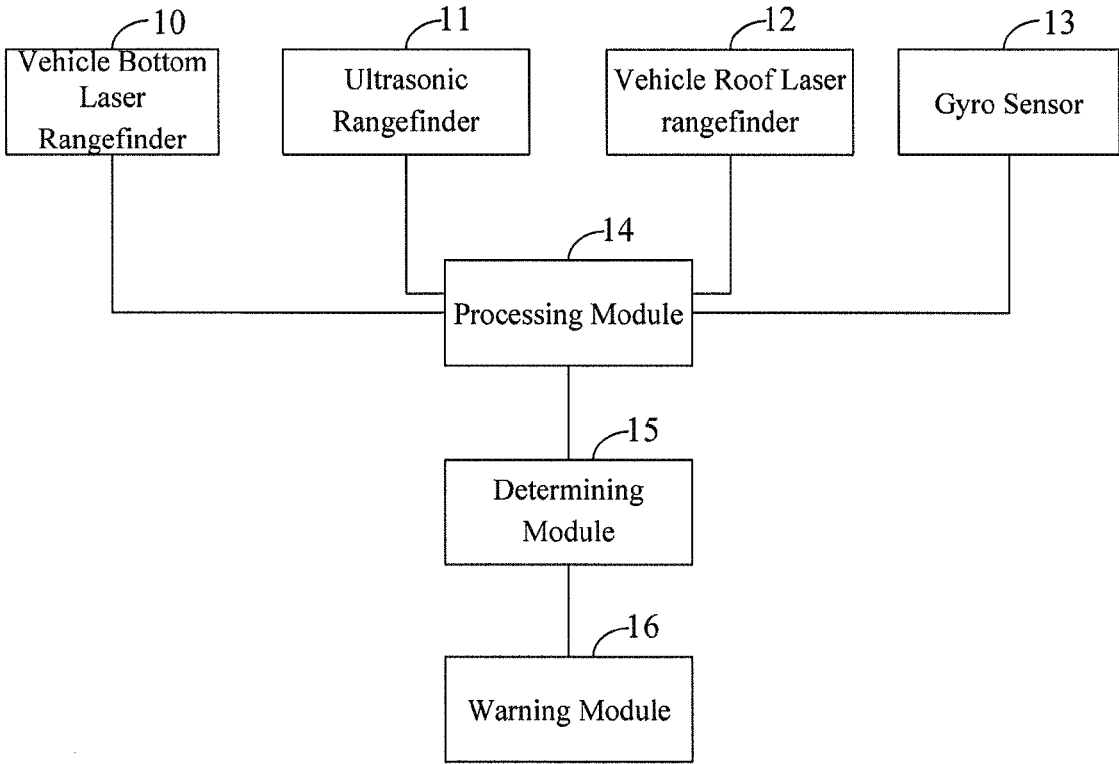 10
11
12
13
Vehicle Bottom
Laser
Rangefinder
Ultrasonic
Rangefinder
Vehicle Roof Laser
rangefinder
Gyro Sensor
14
Processing Module
15
Determining
Module
16
Warning Module